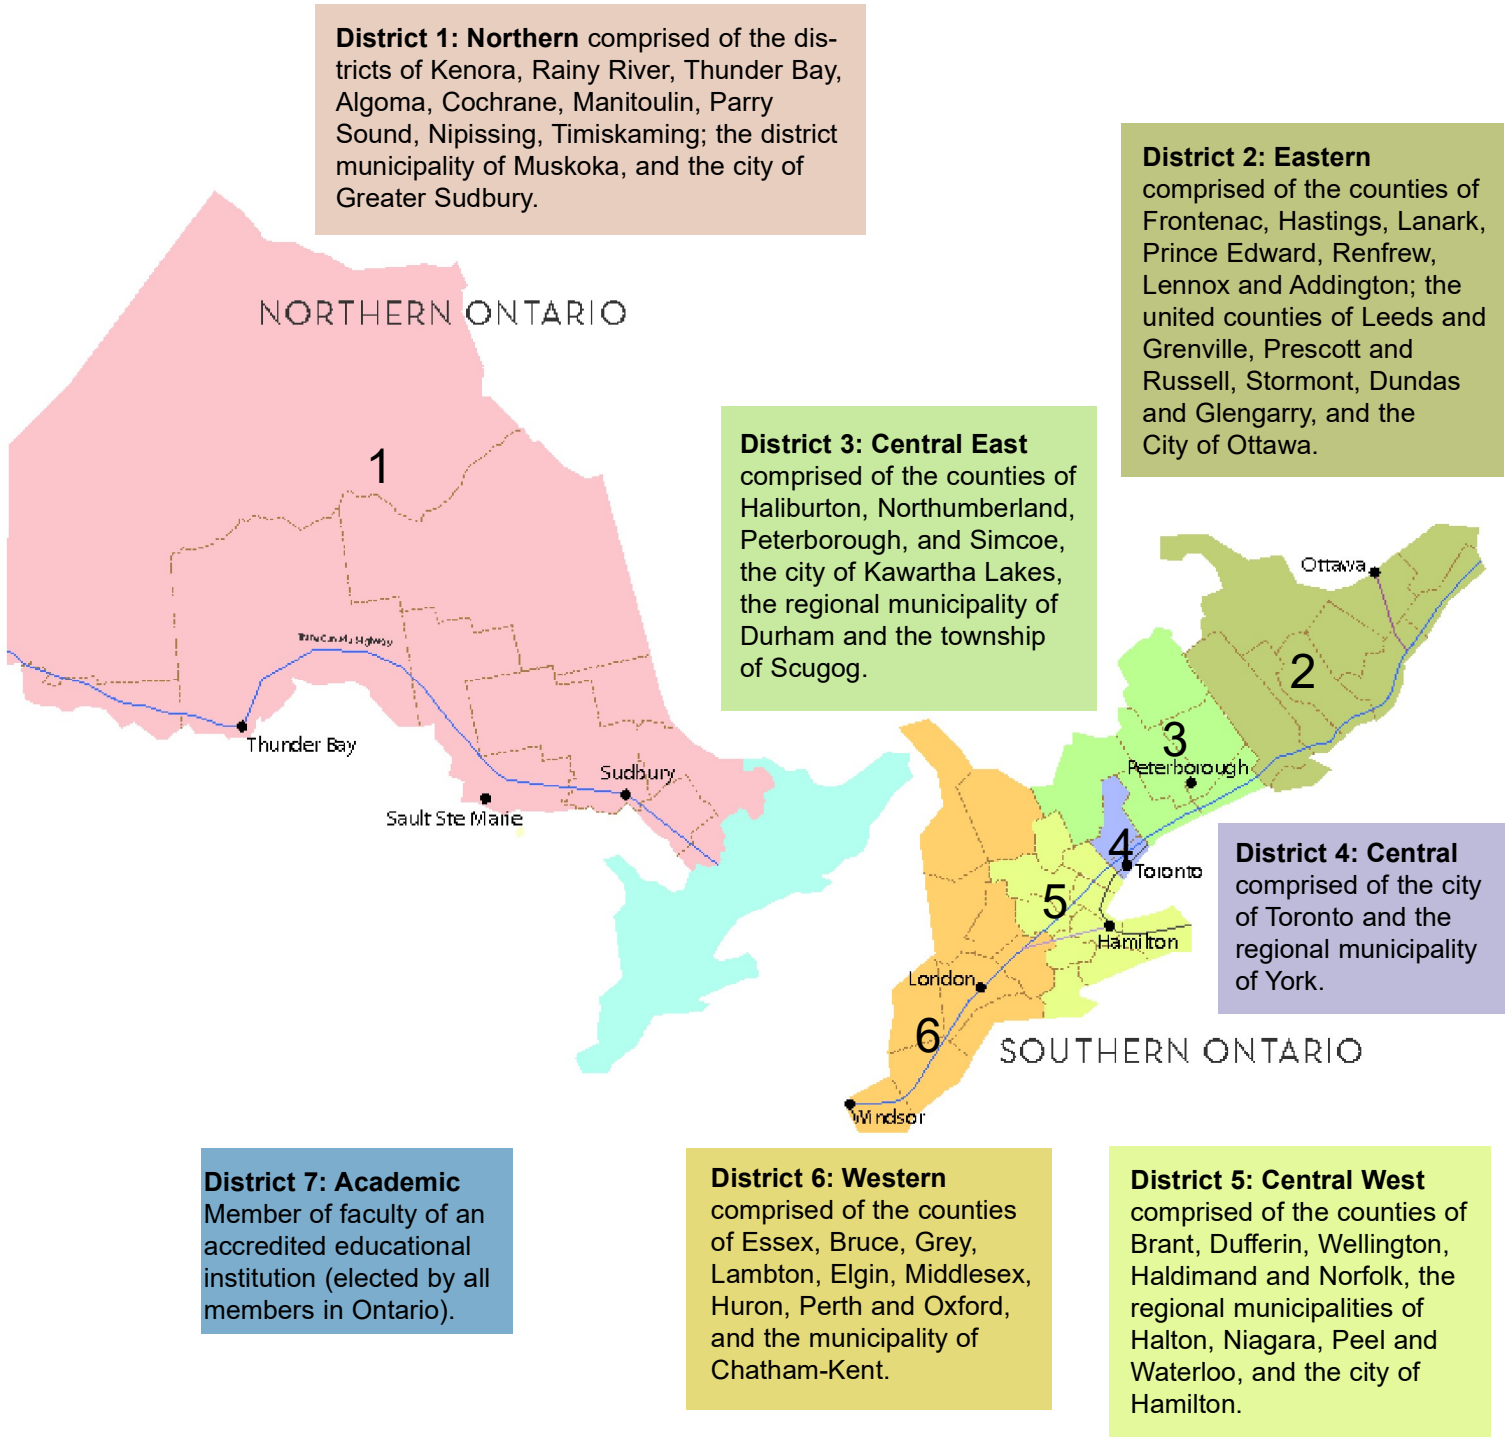 District 1: Northern comprised of the dis-
tricts of Kenora, Rainy River, Thunder Bay,
Algoma, Cochrane, Manitoulin, Parry
Sound, Nipissing, Timiskaming; the district
municipality of Muskoka, and the city of
Greater Sudbury.
District 2: Eastern
comprised of the counties of
Frontenac, Hastings, Lanark,
Prince Edward, Renfrew,
Lennox and Addington; the
united counties of Leeds and
Grenville, Prescott and
Russell, Stormont, Dundas
and Glengarry, and the
City of Ottawa.
NORTHERN ONTARIO
1
District 3: Central East
comprised of the counties of
Haliburton, Northumberland,
Peterborough, and Simcoe,
the city of Kawartha Lakes,
the regional municipality of
Durham and the township
of Scugog.
Ottawa
2
Trans Canada Highway
Thunder Bay
Sudbury
Sault Ste Marie
3
Peterborough
4
Toronto
5
Hamilton
London
6
Windsor
District 4: Central
comprised of the city
of Toronto and the
regional municipality
of York.
SOUTHERN ONTARIO
District 7: Academic
Member of faculty of an
accredited educational
institution (elected by all
members in Ontario).
District 6: Western
comprised of the counties
of Essex, Bruce, Grey,
Lambton, Elgin, Middlesex,
Huron, Perth and Oxford,
and the municipality of
Chatham-Kent.
District 5: Central West
comprised of the counties of
Brant, Dufferin, Wellington,
Haldimand and Norfolk, the
regional municipalities of
Halton, Niagara, Peel and
Waterloo, and the city of
Hamilton.